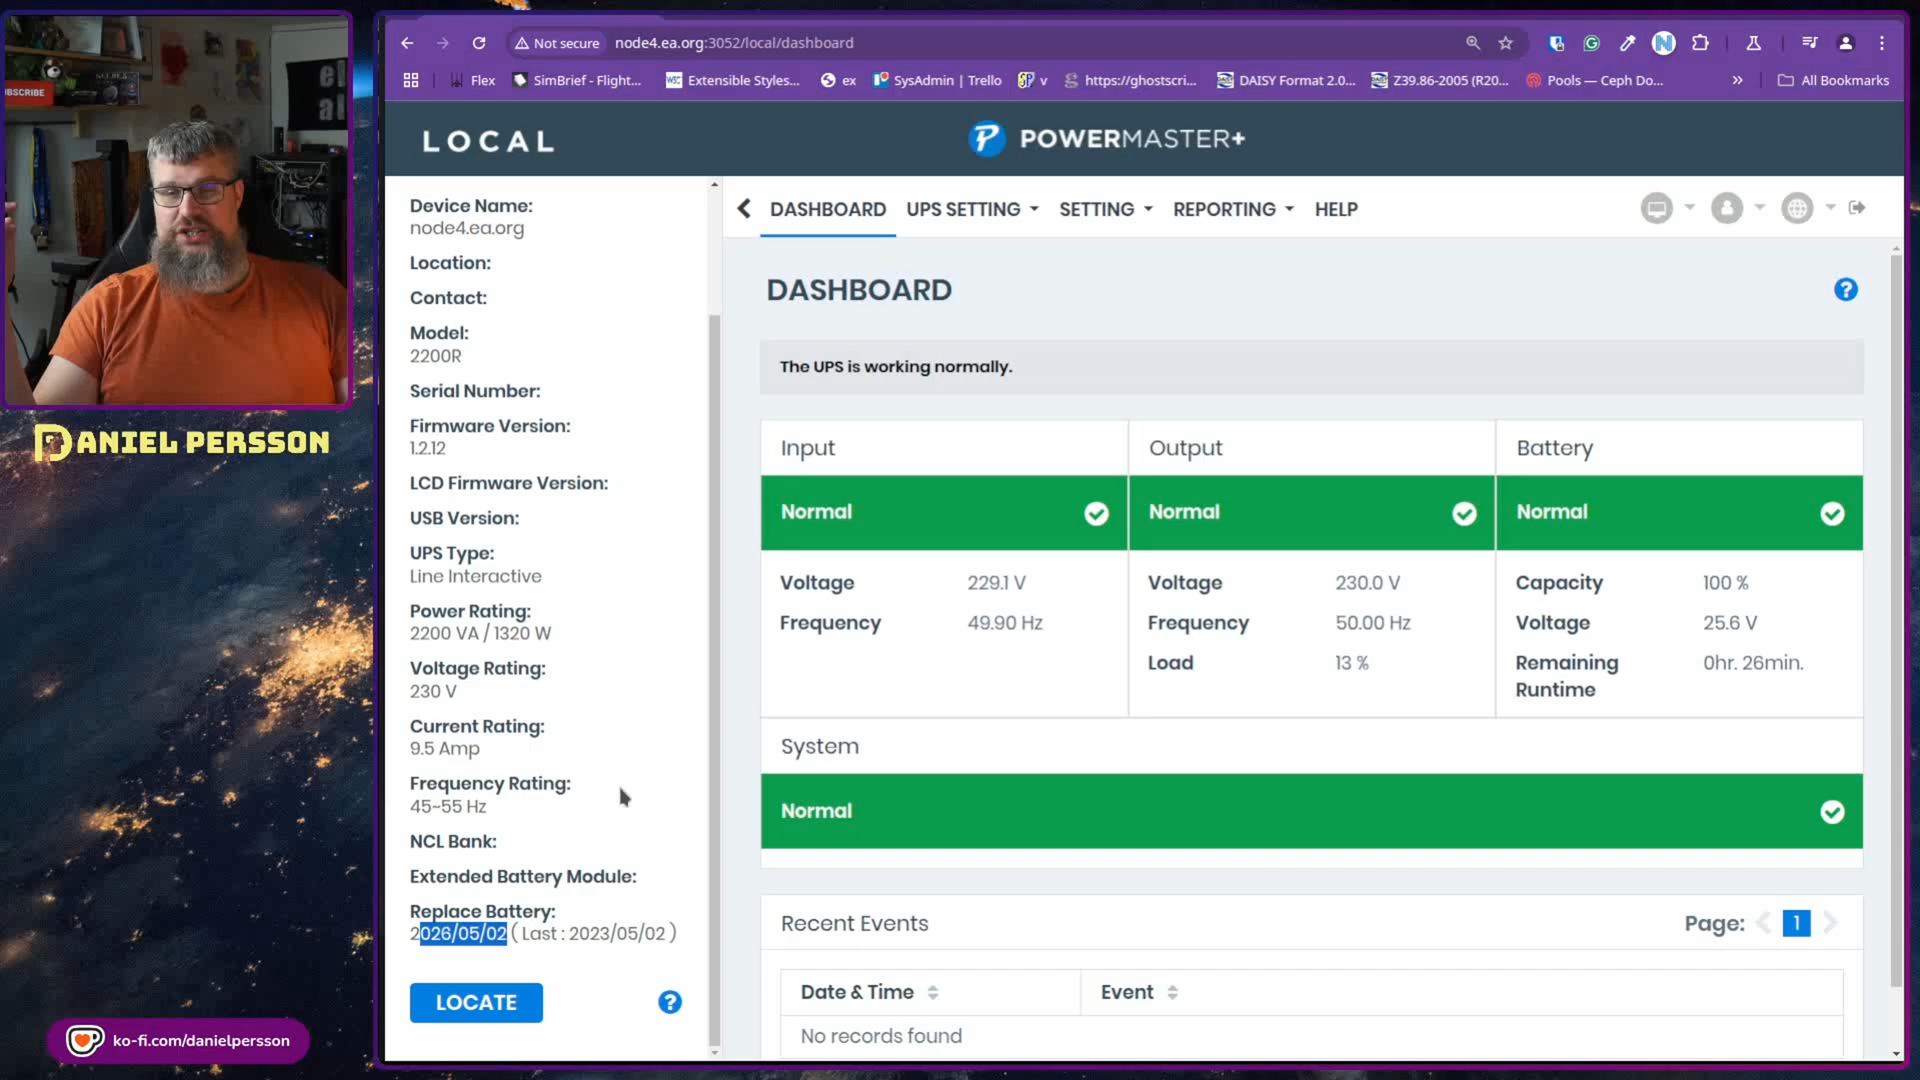 UBSCRIBE
DANIEL PERSSON
ko-fi.com/danielpersson
Not secure node4.ea.org:3052/local/dashboard
Flex SimBrief - Flight... Extensible Styles... ex SysAdmin | Trello v https://ghostscri... DAISY Format 2.0... Z39.86-2005 (R20... Pools — Ceph Do... » All Bookmarks
LOCAL
POWERMASTER+
Device Name:
node4.ea.org
Location:
Contact:
Model:
2200R
Serial Number:
Firmware Version:
1.2.12
LCD Firmware Version:
USB Version:
UPS Type:
Line Interactive
Power Rating:
2200 VA / 1320 W
Voltage Rating:
230 V
Current Rating:
9.5 Amp
Frequency Rating:
45~55 Hz
NCL Bank:
Extended Battery Module:
Replace Battery:
2026/05/02 ( Last : 2023/05/02 )
LOCATE
DASHBOARD UPS SETTING SETTING REPORTING HELP
DASHBOARD
The UPS is working normally.
Input Output Battery
Normal Normal Normal
Voltage 229.1 V Voltage 230.0 V Capacity 100 %
Frequency 49.90 Hz Frequency 50.00 Hz Voltage 25.6 V
Load 13 % Remaining 0hr. 26min.
Runtime
System
Normal
Recent Events Page: 1
Date & Time Event
No records found